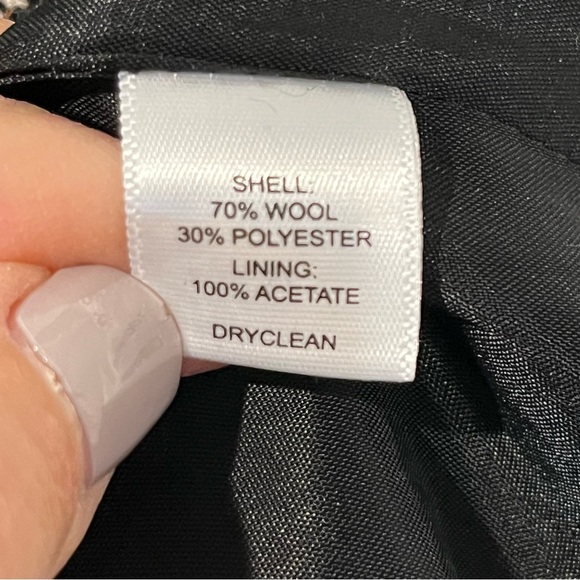 SHELL:
70% WOOL
30% POLYESTER
LINING:
100% ACETATE
DRYCLEAN